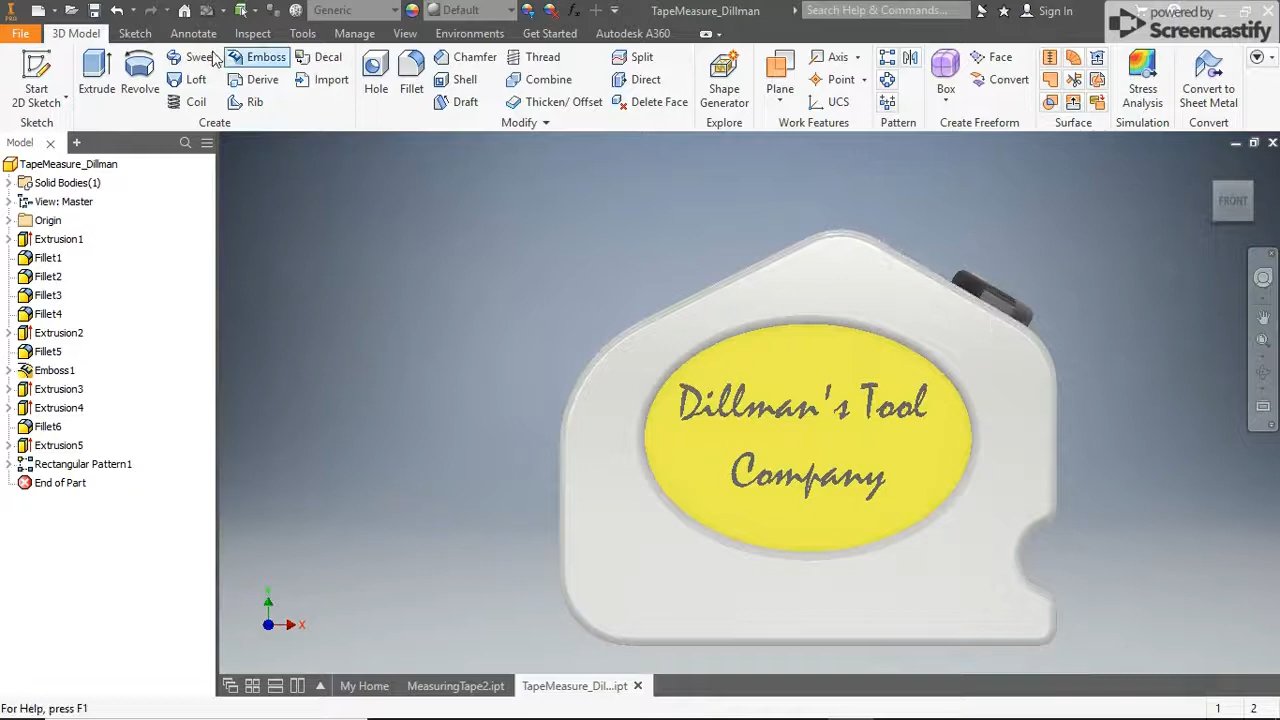 Generic
Default
TapeMeasure_Dillman
Search Help & Commands...
Sign In
powered by
Screencastify
PRO
File
3D Model
Sketch
Annotate
Inspect
Tools
Manage
View
Environments
Get Started
Autodesk A360
Start
2D Sketch
Sketch
Extrude
Revolve
Sweep
Loft
Coil
Emboss
Derive
Rib
Decal
Import
Create
Hole
Fillet
Chamfer
Shell
Draft
Thread
Combine
Thicken/ Offset
Split
Direct
Delete Face
Modify
Shape
Generator
Explore
Plane
Axis
Point
UCS
Work Features
Pattern
Box
Face
Convert
Create Freeform
Surface
Stress
Analysis
Simulation
Convert to
Sheet Metal
Convert
Model
TapeMeasure_Dillman
Solid Bodies(1)
View: Master
Origin
Extrusion1
Fillet1
Fillet2
Fillet3
Fillet4
Extrusion2
Fillet5
Emboss1
Extrusion3
Extrusion4
Fillet6
Extrusion5
Rectangular Pattern1
End of Part
FRONT
Dillman's Tool
Company
X
My Home
MeasuringTape2.ipt
TapeMeasure_Dil...ipt
For Help, press F1
1
2